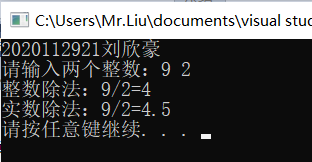 C:\Users\Mr.Liu\documents\visual stud
2020112921刘欣豪
请输入两个整数：9 2
整数除法：9/2=4
实数除法：9/2=4.5
请按任意键继续. . .